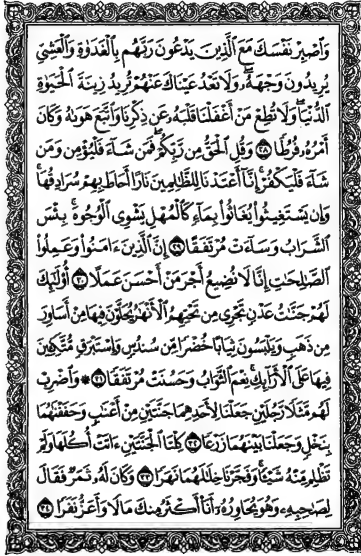 وَٱصۡبِرۡ نَفۡسَكَ مَعَ ٱلَّذِينَ يَدۡعُونَ رَبَّهُم بِٱلۡغَدَوٰةِ وَٱلۡعَشِيِّ
يُرِيدُونَ وَجۡهَهُۥۖ وَلَا تَعۡدُ عَيۡنَاكَ عَنۡهُمۡ تُرِيدُ زِينَةَ ٱلۡحَيَوٰةِ
ٱلدُّنۡيَاۖ وَلَا تُطِعۡ مَنۡ أَغۡفَلۡنَا قَلۡبَهُۥ عَن ذِكۡرِنَا وَٱتَّبَعَ هَوَىٰهُ وَكَانَ
أَمۡرُهُۥ فُرُطٗا ٢٨ وَقُلِ ٱلۡحَقُّ مِن رَّبِّكُمۡۖ فَمَن شَآءَ فَلۡيُؤۡمِن وَمَن
شَآءَ فَلۡيَكۡفُرۡۚ إِنَّآ أَعۡتَدۡنَا لِلظَّٰلِمِينَ نَارًا أَحَاطَ بِهِمۡ سُرَادِقُهَاۚ
وَإِن يَسۡتَغِيثُواْ يُغَاثُواْ بِمَآءٖ كَٱلۡمُهۡلِ يَشۡوِي ٱلۡوُجُوهَۚ بِئۡسَ
ٱلشَّرَابُ وَسَآءَتۡ مُرۡتَفَقًا ٢٩ إِنَّ ٱلَّذِينَ ءَامَنُواْ وَعَمِلُواْ
ٱلصَّٰلِحَٰتِ إِنَّا لَا نُضِيعُ أَجۡرَ مَنۡ أَحۡسَنَ عَمَلًا ٣٠ أُوْلَٰٓئِكَ
لَهُمۡ جَنَّٰتُ عَدۡنٖ تَجۡرِي مِن تَحۡتِهِمُ ٱلۡأَنۡهَٰرُ يُحَلَّوۡنَ فِيهَا مِنۡ أَسَاوِرَ
مِن ذَهَبٖ وَيَلۡبَسُونَ ثِيَابًا خُضۡرٗا مِّن سُندُسٖ وَإِسۡتَبۡرَقٖ مُّتَّكِـِٔينَ
فِيهَا عَلَى ٱلۡأَرَآئِكِۚ نِعۡمَ ٱلثَّوَابُ وَحَسُنَتۡ مُرۡتَفَقٗا ٣١ ۞ وَٱضۡرِبۡ
لَهُم مَّثَلٗا رَّجُلَيۡنِ جَعَلۡنَا لِأَحَدِهِمَا جَنَّتَيۡنِ مِنۡ أَعۡنَٰبٖ وَحَفَفۡنَٰهُمَا
بِنَخۡلٖ وَجَعَلۡنَا بَيۡنَهُمَا زَرۡعٗا ٣٢ كِلۡتَا ٱلۡجَنَّتَيۡنِ ءَاتَتۡ أُكُلَهَا وَلَمۡ
تَظۡلِم مِّنۡهُ شَيۡـٔٗاۚ وَفَجَّرۡنَا خِلَٰلَهُمَا نَهَرٗا ٣٣ وَكَانَ لَهُۥ ثَمَرٞ فَقَالَ
لِصَٰحِبِهِۦ وَهُوَ يُحَاوِرُهُۥٓ أَنَا۠ أَكۡثَرُ مِنكَ مَالٗا وَأَعَزُّ نَفَرٗا ٣٤